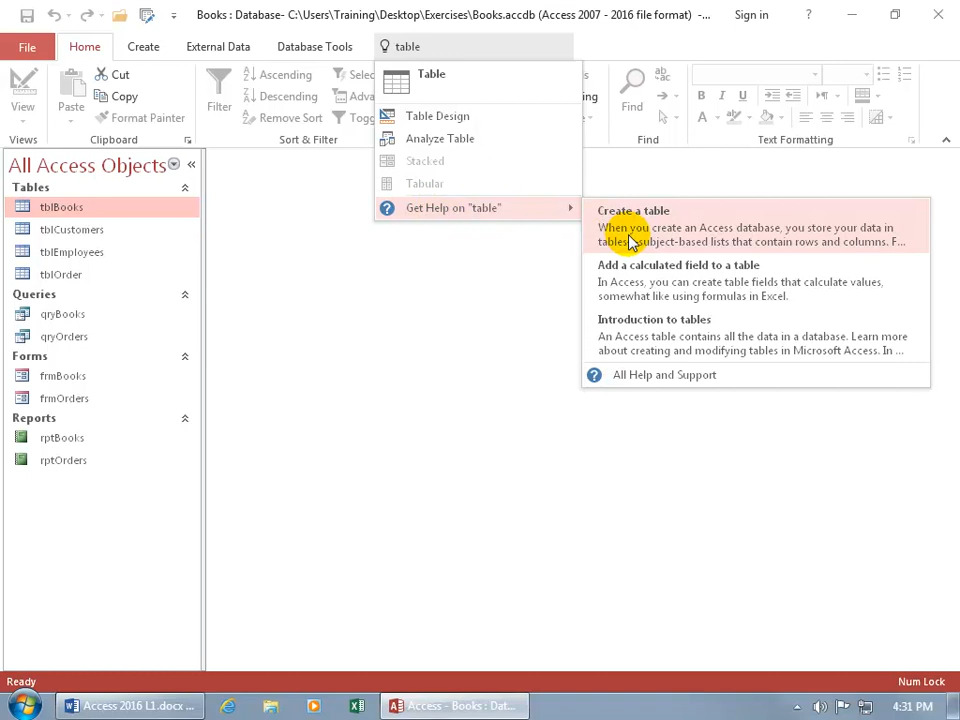 Books : Database- C:\Users\Training\Desktop\Exercises\Books.accdb (Access 2007 - 2016 file format) -...
Sign in
?
File
Home
Create
External Data
Database Tools
table
View
Views
Paste
Cut
Copy
Format Painter
Clipboard
Filter
Ascending
Descending
Remove Sort
Selec
Adva
Togg
Sort & Filter
Find
Find
B I U
A
Text Formatting
Table
Table Design
Analyze Table
Stacked
Tabular
Get Help on "table"
Create a table
When you create an Access database, you store your data in
tables subject-based lists that contain rows and columns. F...
Add a calculated field to a table
In Access, you can create table fields that calculate values,
somewhat like using formulas in Excel.
Introduction to tables
An Access table contains all the data in a database. Learn more
about creating and modifying tables in Microsoft Access. In ...
All Help and Support
All Access Objects
Tables
tblBooks
tblCustomers
tblEmployees
tblOrder
Queries
qryBooks
qryOrders
Forms
frmBooks
frmOrders
Reports
rptBooks
rptOrders
Ready
Num Lock
Access 2016 L1.docx ...
Access - Books : Dat...
4:31 PM